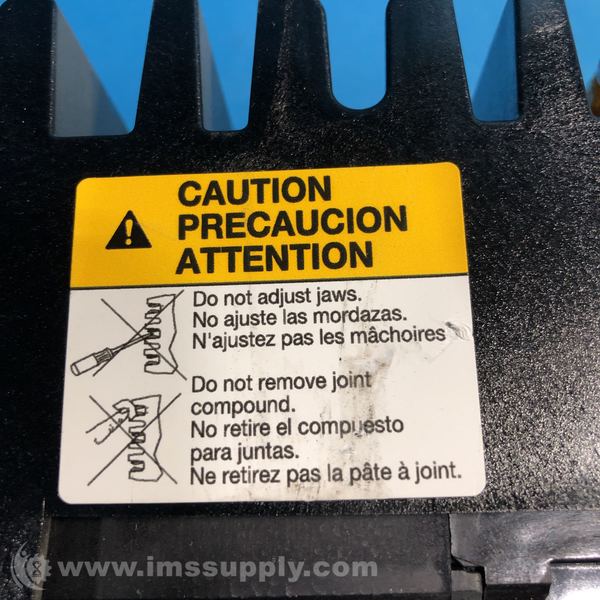 CAUTION
PRECAUCION
ATTENTION
Do not adjust jaws.
No ajuste las mordazas.
N'ajustez pas les mâchoires
Do not remove joint
compound.
No retire el compuesto
para juntas.
Ne retirez pas la pâte à joint.
www.imssupply.com